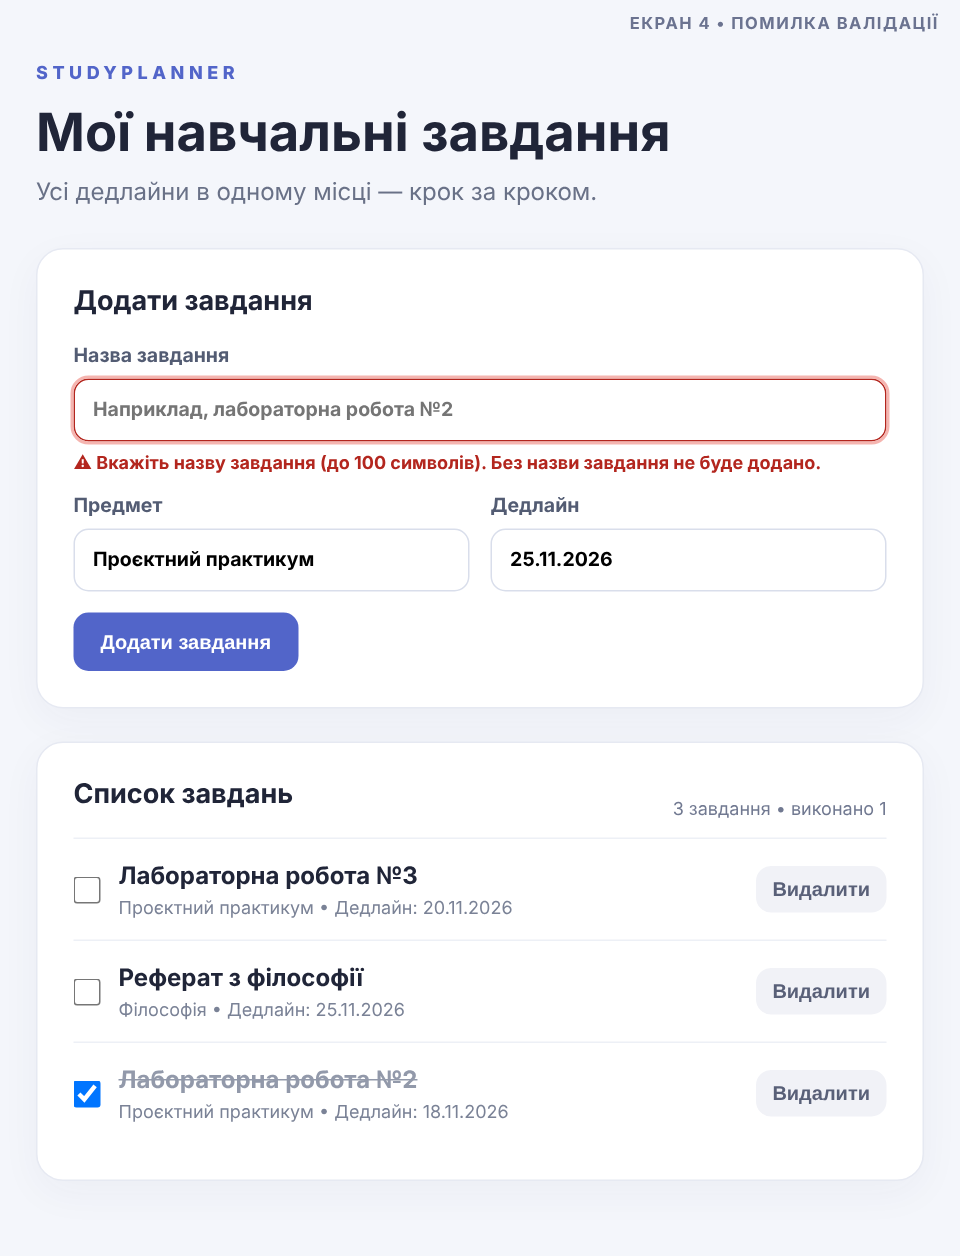 ЕКРАН 4 • ПОМИЛКА ВАЛІДАЦІЇ
STUDYPLANNER
Мої навчальні завдання
Усі дедлайни в одному місці — крок за кроком.
Додати завдання
Назва завдання
Наприклад, лабораторна робота №2
⚠ Вкажіть назву завдання (до 100 символів). Без назви завдання не буде додано.
Предмет
Дедлайн
Проєктний практикум
25.11.2026
Додати завдання
Список завдань
3 завдання • виконано 1
Лабораторна робота №3
Проєктний практикум • Дедлайн: 20.11.2026
Видалити
Реферат з філософії
Філософія • Дедлайн: 25.11.2026
Видалити
Лабораторна робота №2
Проєктний практикум • Дедлайн: 18.11.2026
Видалити